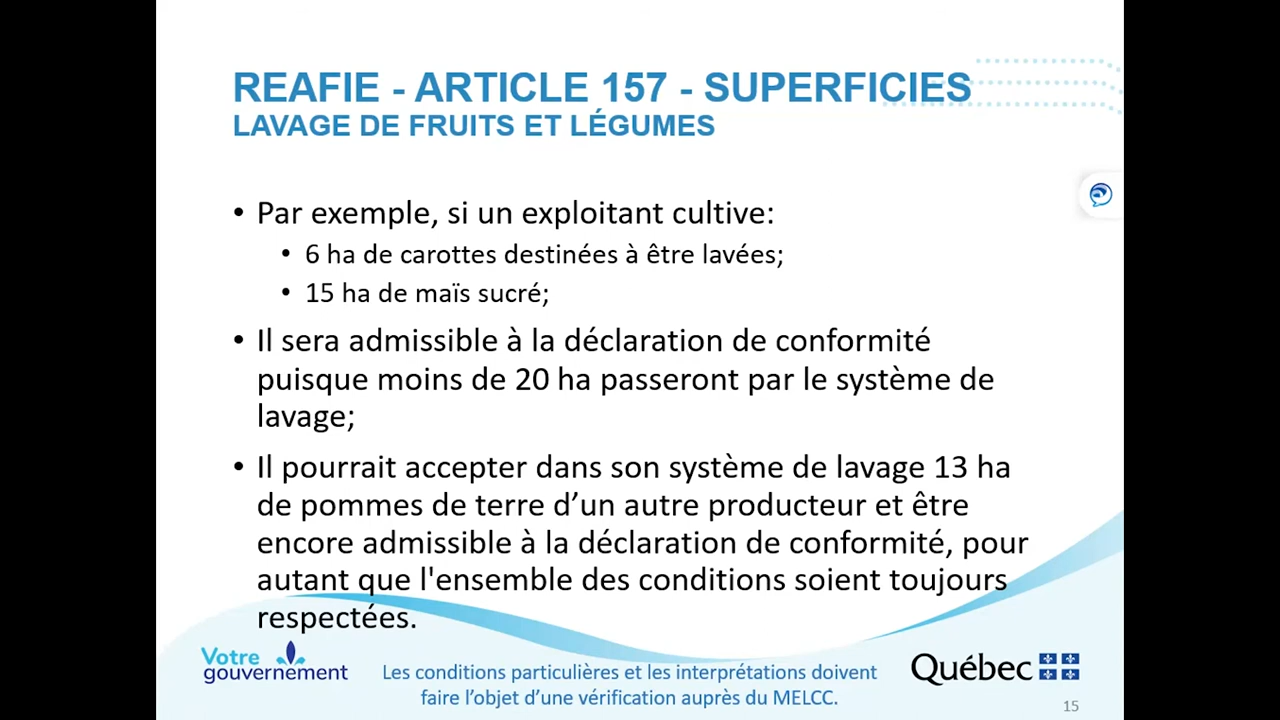 REAFIE - ARTICLE 157 - SUPERFICIES
LAVAGE DE FRUITS ET LÉGUMES
• Par exemple, si un exploitant cultive:
• 6 ha de carottes destinées à être lavées;
• 15 ha de maïs sucré;
• Il sera admissible à la déclaration de conformité
puisque moins de 20 ha passeront par le système de
lavage;
• Il pourrait accepter dans son système de lavage 13 ha
de pommes de terre d’un autre producteur et être
encore admissible à la déclaration de conformité, pour
autant que l'ensemble des conditions soient toujours
respectées.
Votre
gouvernement
Les conditions particulières et les interprétations doivent
faire l’objet d’une vérification auprès du MELCC.
Québec
15